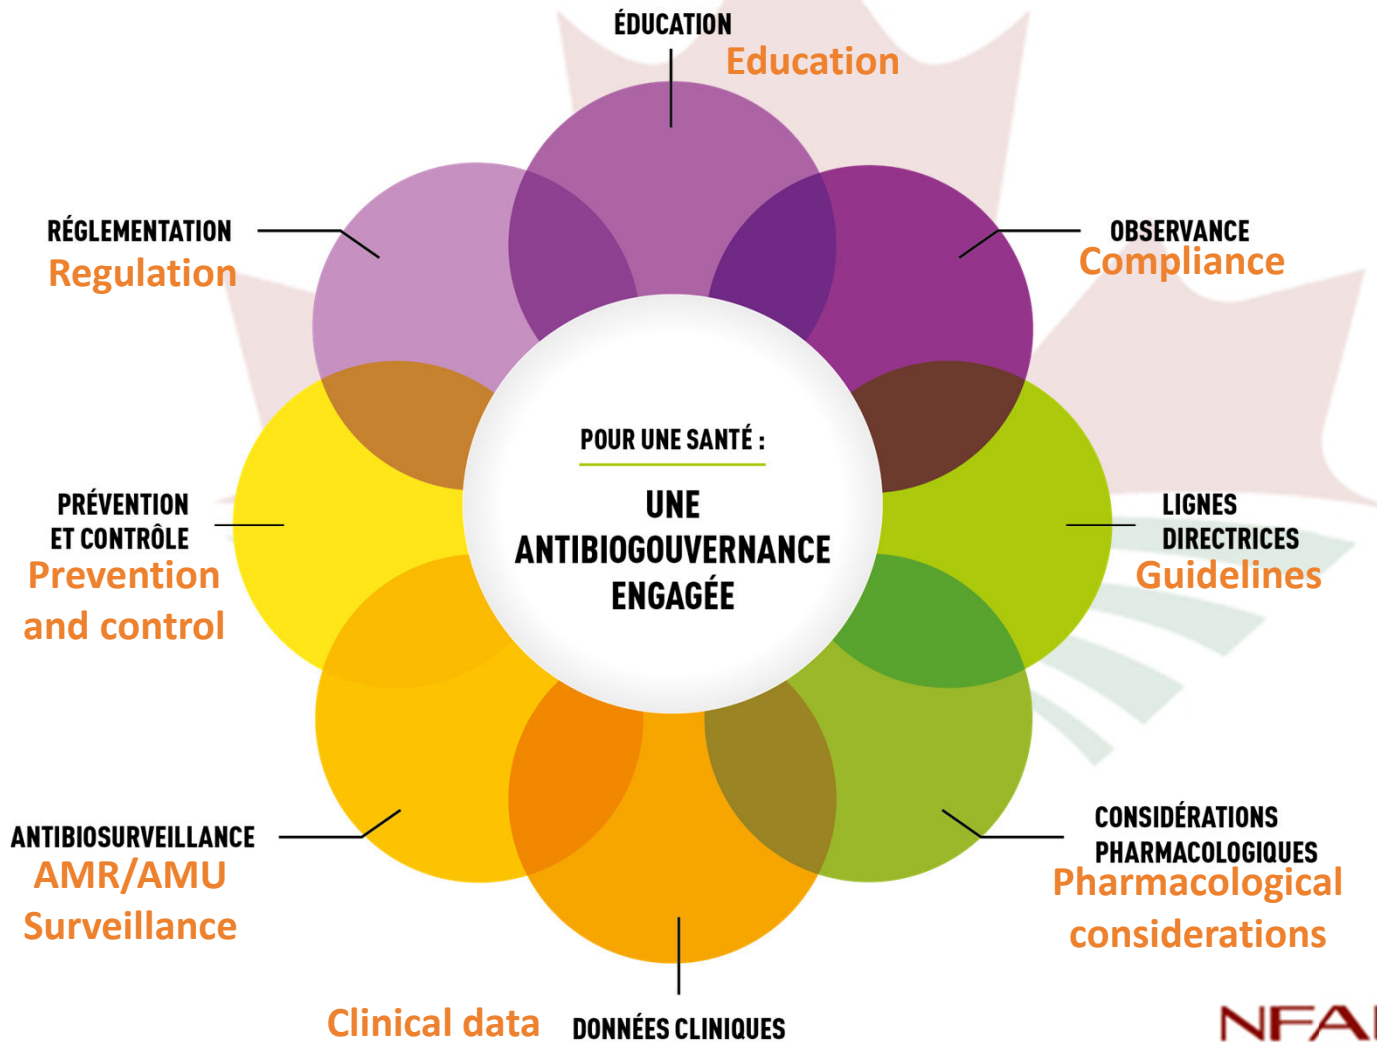 ÉDUCATION
Education
RÉGLEMENTATION
Regulation
OBSERVANCE
Compliance
POUR UNE SANTÉ :
UNE
ANTIBIOGOUVERNANCE
ENGAGÉE
PRÉVENTION
ET CONTRÔLE
Prevention
and control
LIGNES
DIRECTRICES
Guidelines
ANTIBIOSURVEILLANCE
AMR/AMU
Surveillance
CONSIDÉRATIONS
PHARMACOLOGIQUES
Pharmacological
considerations
Clinical data
DONNÉES CLINIQUES